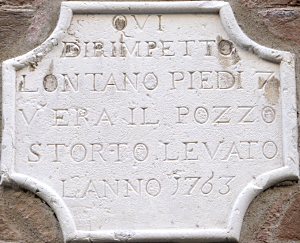 QVI
DIRIMPETTO
LONTANO PIEDI 7
V ERA IL POZZO
STORTO LEVATO
L'ANNO 1763